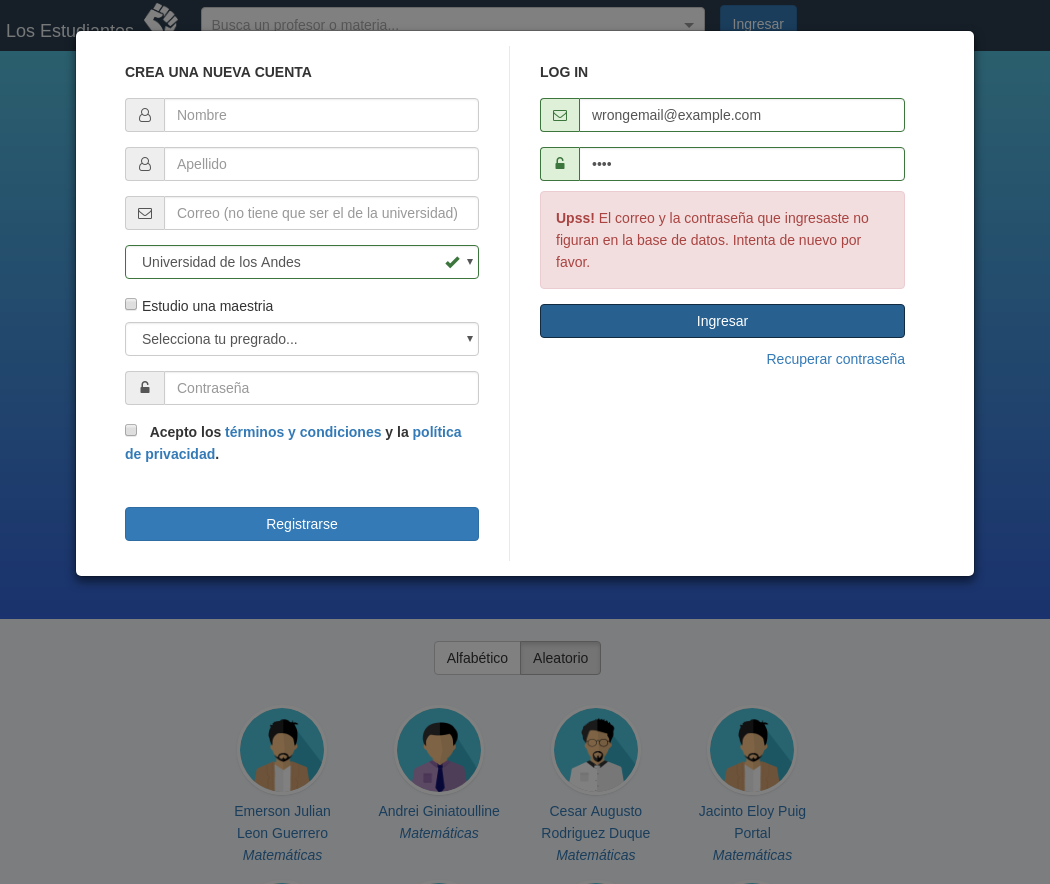 Los Estudiantes
Busca un profesor o materia...
Ingresar
CREA UNA NUEVA CUENTA
Nombre
Apellido
Correo (no tiene que ser el de la universidad)
Universidad de los Andes
Estudio una maestria
Selecciona tu pregrado...
Contraseña
Acepto los términos y condiciones y la política
de privacidad.
Registrarse
LOG IN
wrongemail@example.com
••••
Upss! El correo y la contraseña que ingresaste no
figuran en la base de datos. Intenta de nuevo por
favor.
Ingresar
Recuperar contraseña
Alfabético
Aleatorio
Emerson Julian
Leon Guerrero
Matemáticas
Andrei Giniatoulline
Matemáticas
Cesar Augusto
Rodriguez Duque
Matemáticas
Jacinto Eloy Puig
Portal
Matemáticas